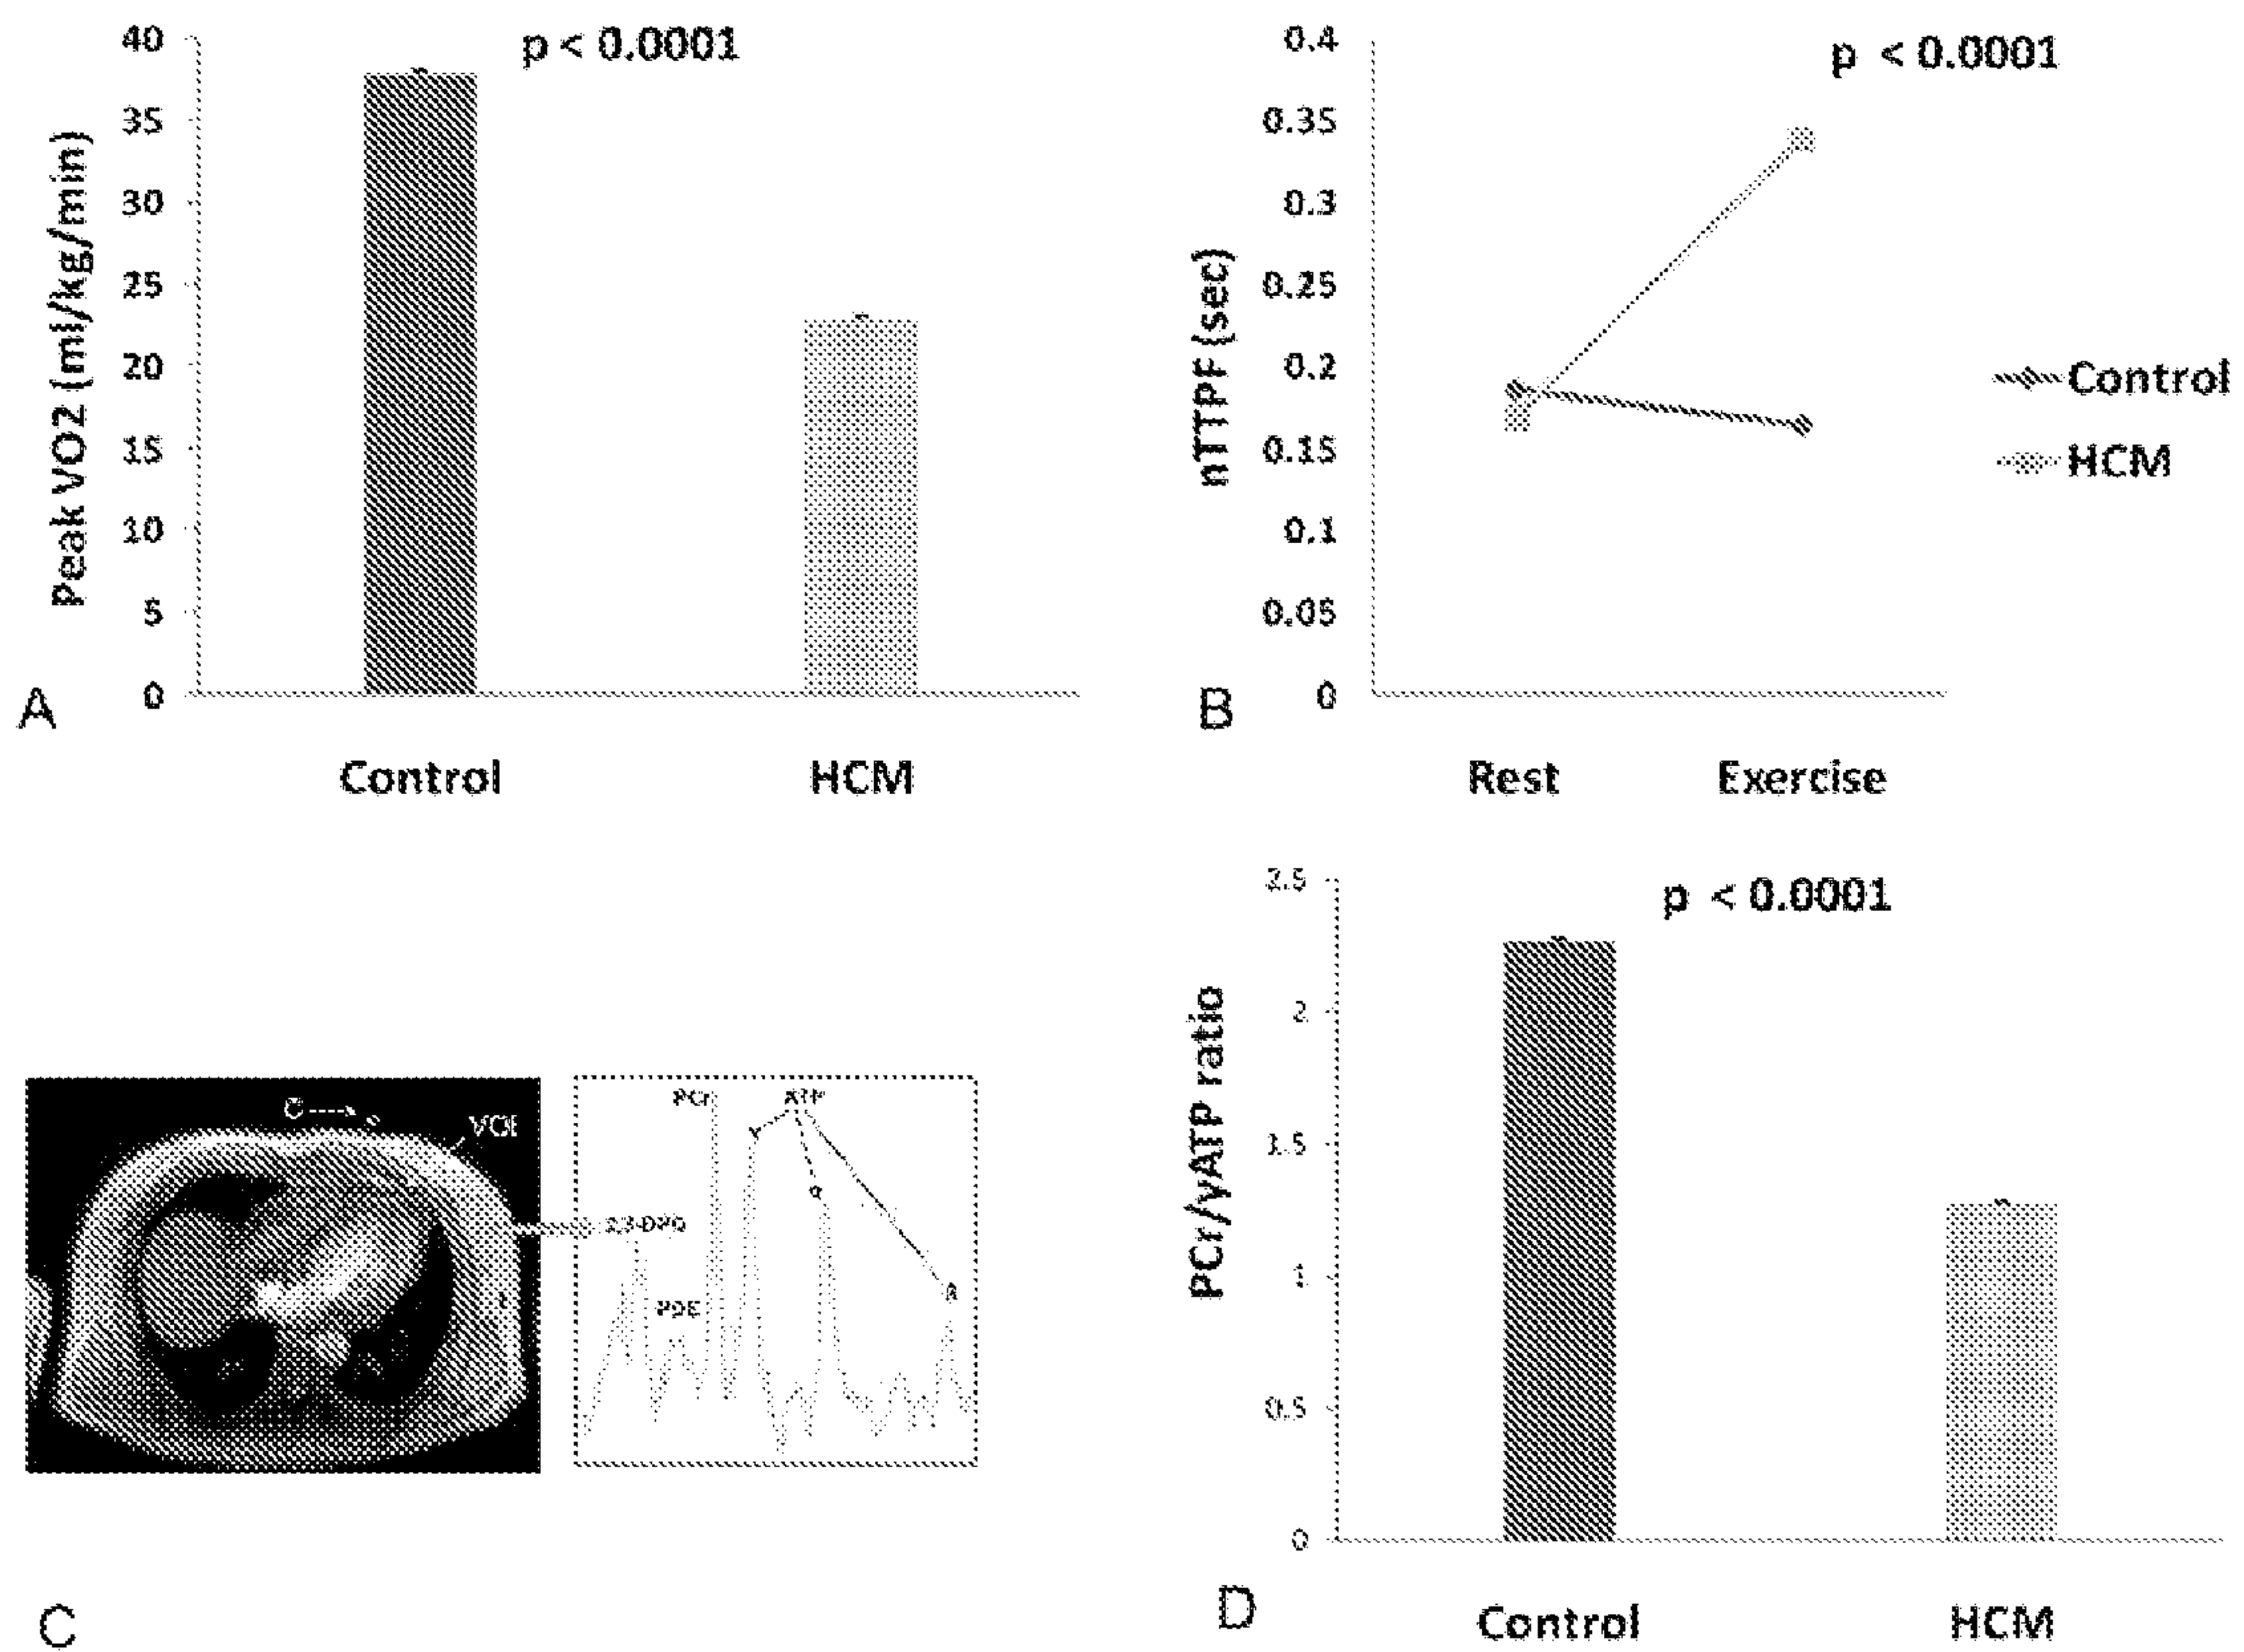 p < 0.0001
Peak VO2 (ml/kg/min)
40
35
30
25
20
15
10
5
0
A
Control
HCM
p < 0.0001
nTTPF (sec)
0.4
0.35
0.3
0.25
0.2
0.15
0.1
0.05
0
Control
HCM
B
Rest
Exercise
VOI
PCr
ATP
2,3-DPG
PDE
γ
α
β
C
p < 0.0001
PCr/γATP ratio
2.5
2
1.5
1
0.5
0
D
Control
HCM